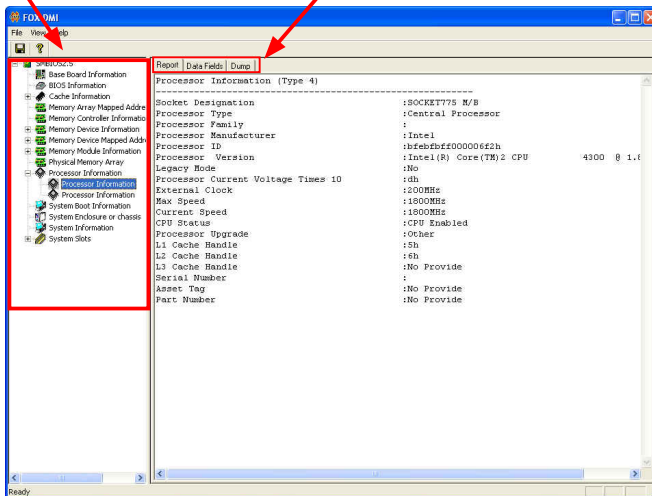 FOX DMI
File View Help
SMBIOS2.5
Base Board Information
BIOS Information
Cache Information
Memory Array Mapped Addre
Memory Controller Informatio
Memory Device Information
Memory Device Mapped Addr
Memory Module Information
Physical Memory Array
Processor Information
Processor Information
Processor Information
System Boot Information
System Enclosure or chassis
System Information
System Slots
Report Data Fields Dump
Processor Information (Type 4)
Socket Designation :SOCKET775 M/B
Processor Type :Central Processor
Processor Family :
Processor Manufacturer :Intel
Processor ID :bfebfbff000006f2h
Processor Version :Intel(R) Core(TM)2 CPU 4300 @ 1.8
Legacy Mode :No
Processor Current Voltage Times 10 :dh
External Clock :200MHz
Max Speed :1800MHz
Current Speed :1800MHz
CPU Status :CPU Enabled
Processor Upgrade :Other
L1 Cache Handle :5h
L2 Cache Handle :6h
L3 Cache Handle :No Provide
Serial Number :
Asset Tag :No Provide
Part Number :No Provide
Ready